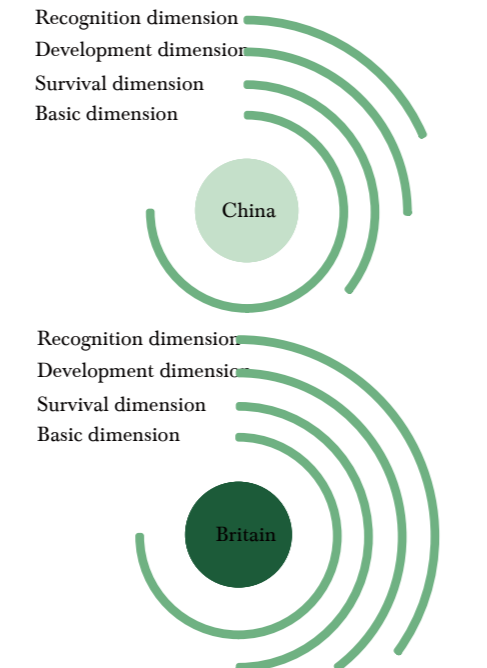 Recognition dimension
Development dimension
Survival dimension
Basic dimension
China
Recognition dimension
Development dimension
Survival dimension
Basic dimension
Britain